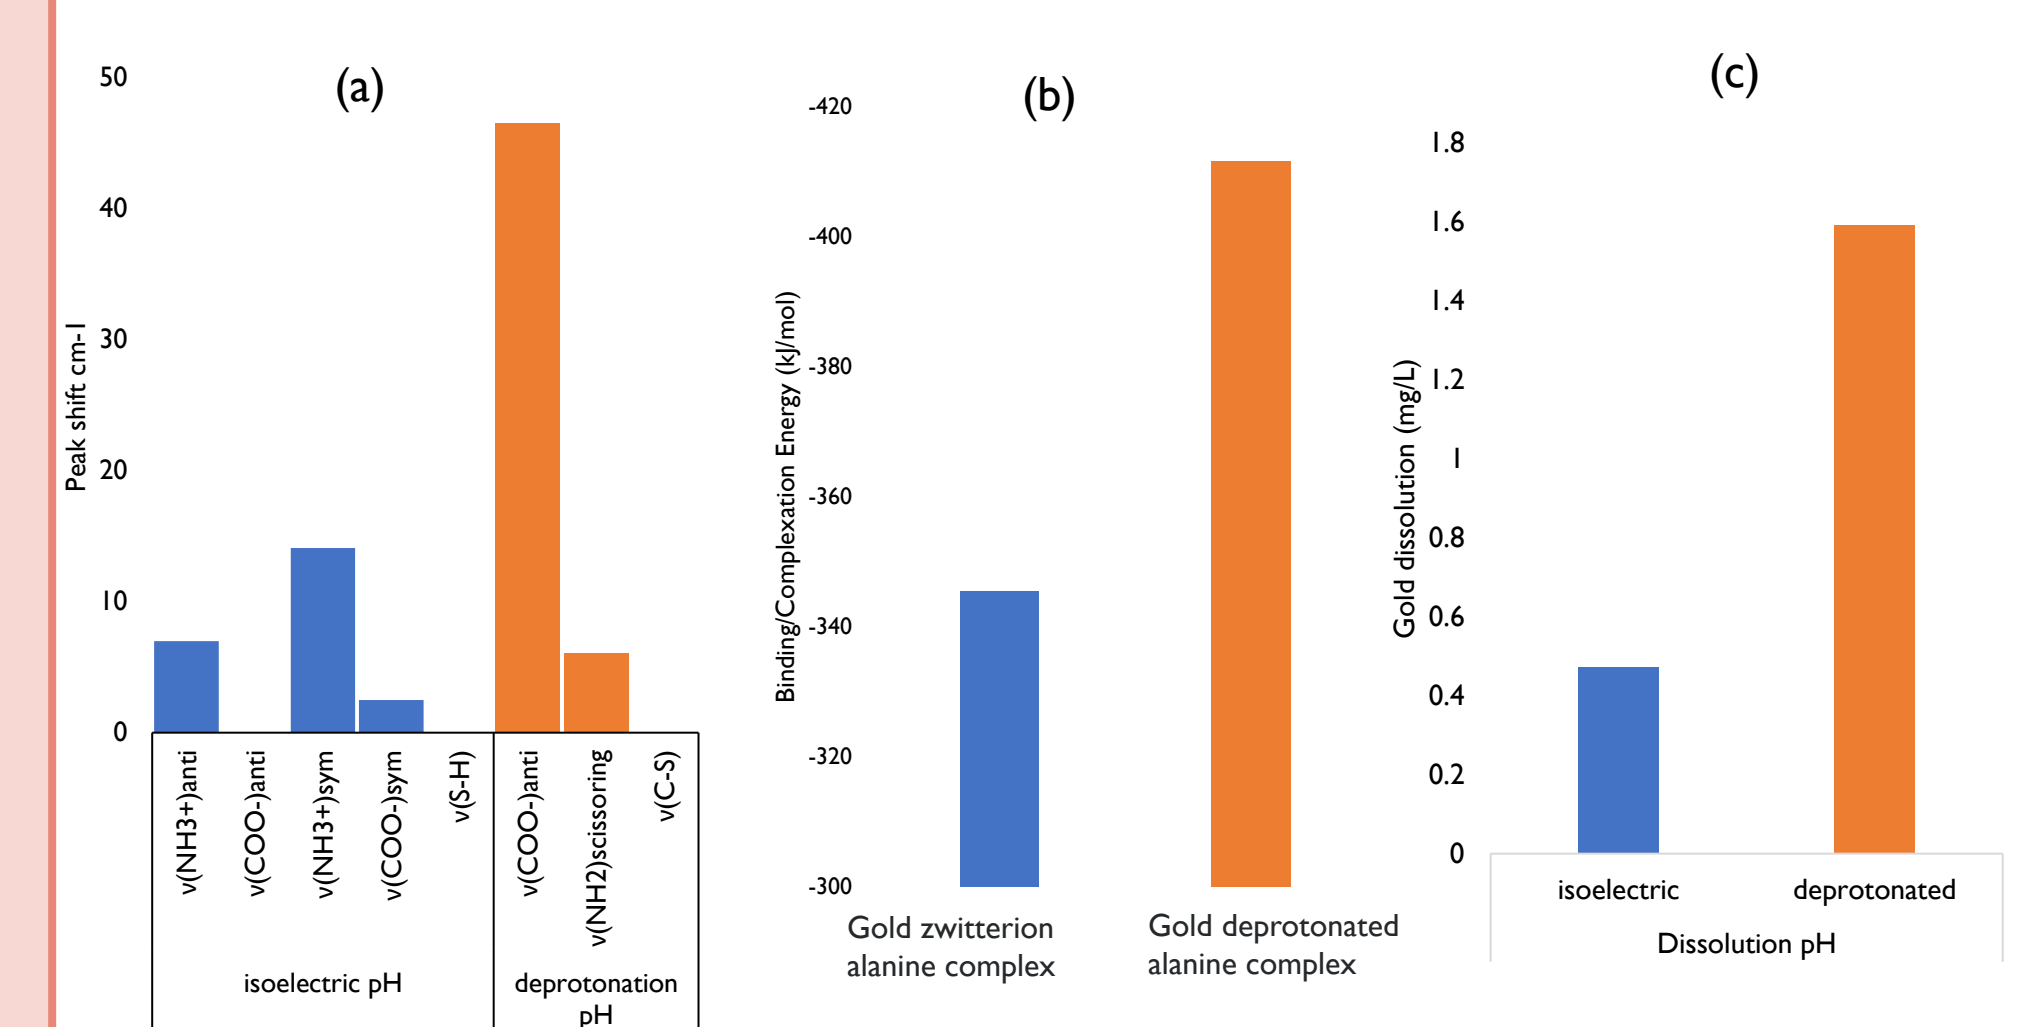 (a)
50
40
30
20
10
0
Peak shift cm-1
ν(NH3+)anti
ν(COO-)anti
ν(NH3+)sym
ν(COO-)sym
ν(S-H)
ν(COO-)anti
ν(NH2)scissoring
ν(C-S)
isoelectric pH
deprotonation
pH
(b)
-420
-400
-380
-360
-340
-320
-300
Binding/Complexation Energy (kJ/mol)
Gold zwitterion
alanine complex
Gold deprotonated
alanine complex
(c)
1.8
1.6
1.4
1.2
1
0.8
0.6
0.4
0.2
0
Gold dissolution (mg/L)
isoelectric
deprotonated
Dissolution pH